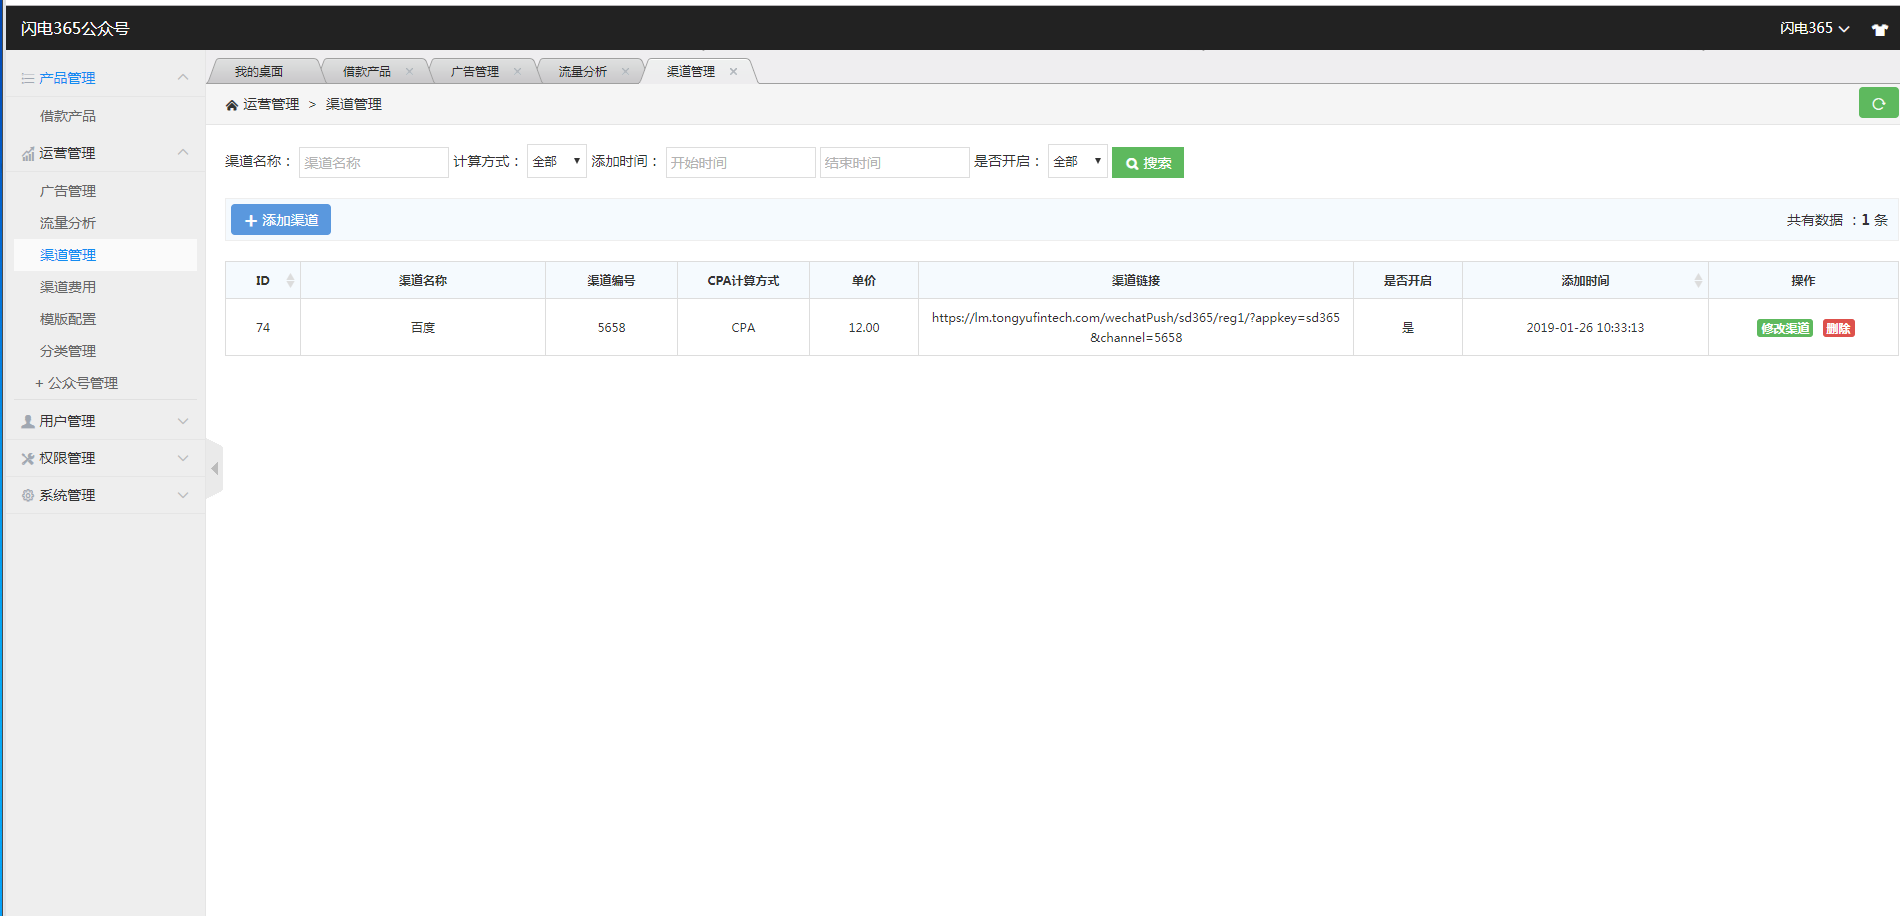 闪电365公众号
闪电365
产品管理
借款产品
运营管理
广告管理
流量分析
渠道管理
渠道费用
模版配置
分类管理
+ 公众号管理
用户管理
权限管理
系统管理
我的桌面 借款产品 × 广告管理 × 流量分析 × 渠道管理 ×
运营管理 > 渠道管理
渠道名称： 渠道名称 计算方式： 全部 添加时间： 开始时间 结束时间 是否开启： 全部 搜索
+ 添加渠道 共有数据 ：1 条
ID 渠道名称 渠道编号 CPA计算方式 单价 渠道链接 是否开启 添加时间 操作
74 百度 5658 CPA 12.00 https://lm.tongyufintech.com/wechatPush/sd365/reg1/?appkey=sd365 是 2019-01-26 10:33:13 修改渠道 删除
&channel=5658